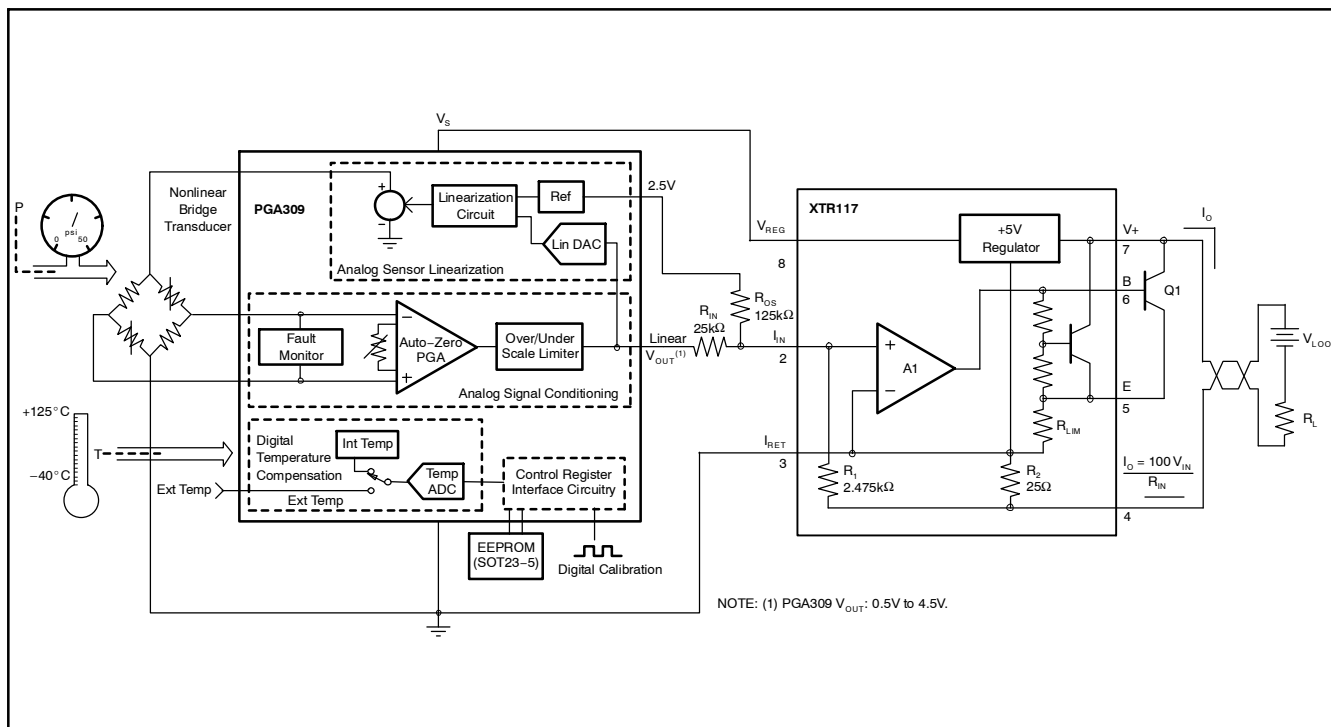 V_S
P
psi
0 50
Nonlinear
Bridge
Transducer
PGA309
+
−
Linearization
Circuit
Ref
2.5V
Lin DAC
Analog Sensor Linearization
Fault
Monitor
−
Auto−Zero
PGA
+
Over/Under
Scale Limiter
Analog Signal Conditioning
Linear
V_OUT(1)
R_IN
25kΩ
R_OS
125kΩ
+125°C
−40°C
T
Digital
Temperature
Compensation
Int Temp
Ext Temp
Ext Temp
Temp
ADC
Control Register
Interface Circuitry
EEPROM
(SOT23−5)
Digital Calibration
XTR117
V_REG
8
+5V
Regulator
V+
7
I_O
I_IN
2
+
A1
−
B
6
Q1
E
5
R_LIM
I_RET
3
R_1
2.475kΩ
R_2
25Ω
I_O = 100 V_IN
R_IN
4
V_LOO
R_L
NOTE: (1) PGA309 V_OUT: 0.5V to 4.5V.